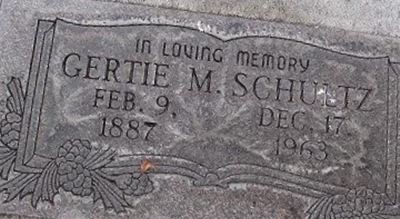 IN LOVING MEMORY
GERTIE M. SCHULTZ
FEB. 9, DEC. 17
1887 1963